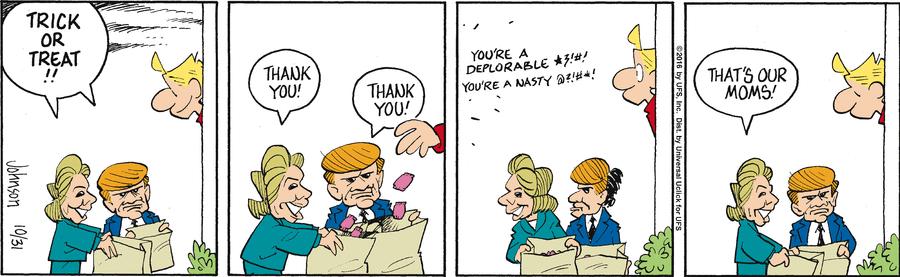 TRICK
OR
TREAT
!!
Johnson 10/31
THANK
YOU!
THANK
YOU!
YOU'RE A
DEPLORABLE *?!#!
YOU'RE A NASTY @?!#*!
©2016 by UFS, Inc. Dist. by Universal Uclick for UFS
THAT'S OUR
MOMS!